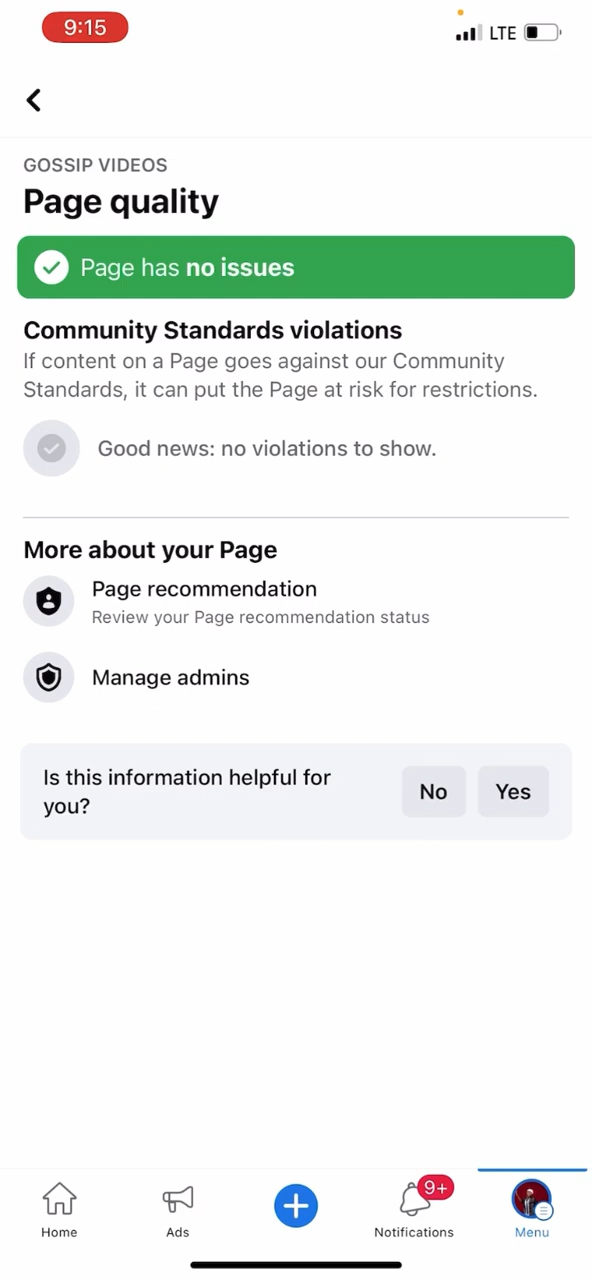 9:15
LTE
GOSSIP VIDEOS
Page quality
Page has no issues
Community Standards violations
If content on a Page goes against our Community
Standards, it can put the Page at risk for restrictions.
Good news: no violations to show.
More about your Page
Page recommendation
Review your Page recommendation status
Manage admins
Is this information helpful for
you?
No
Yes
9+
Home
Ads
Notifications
Menu